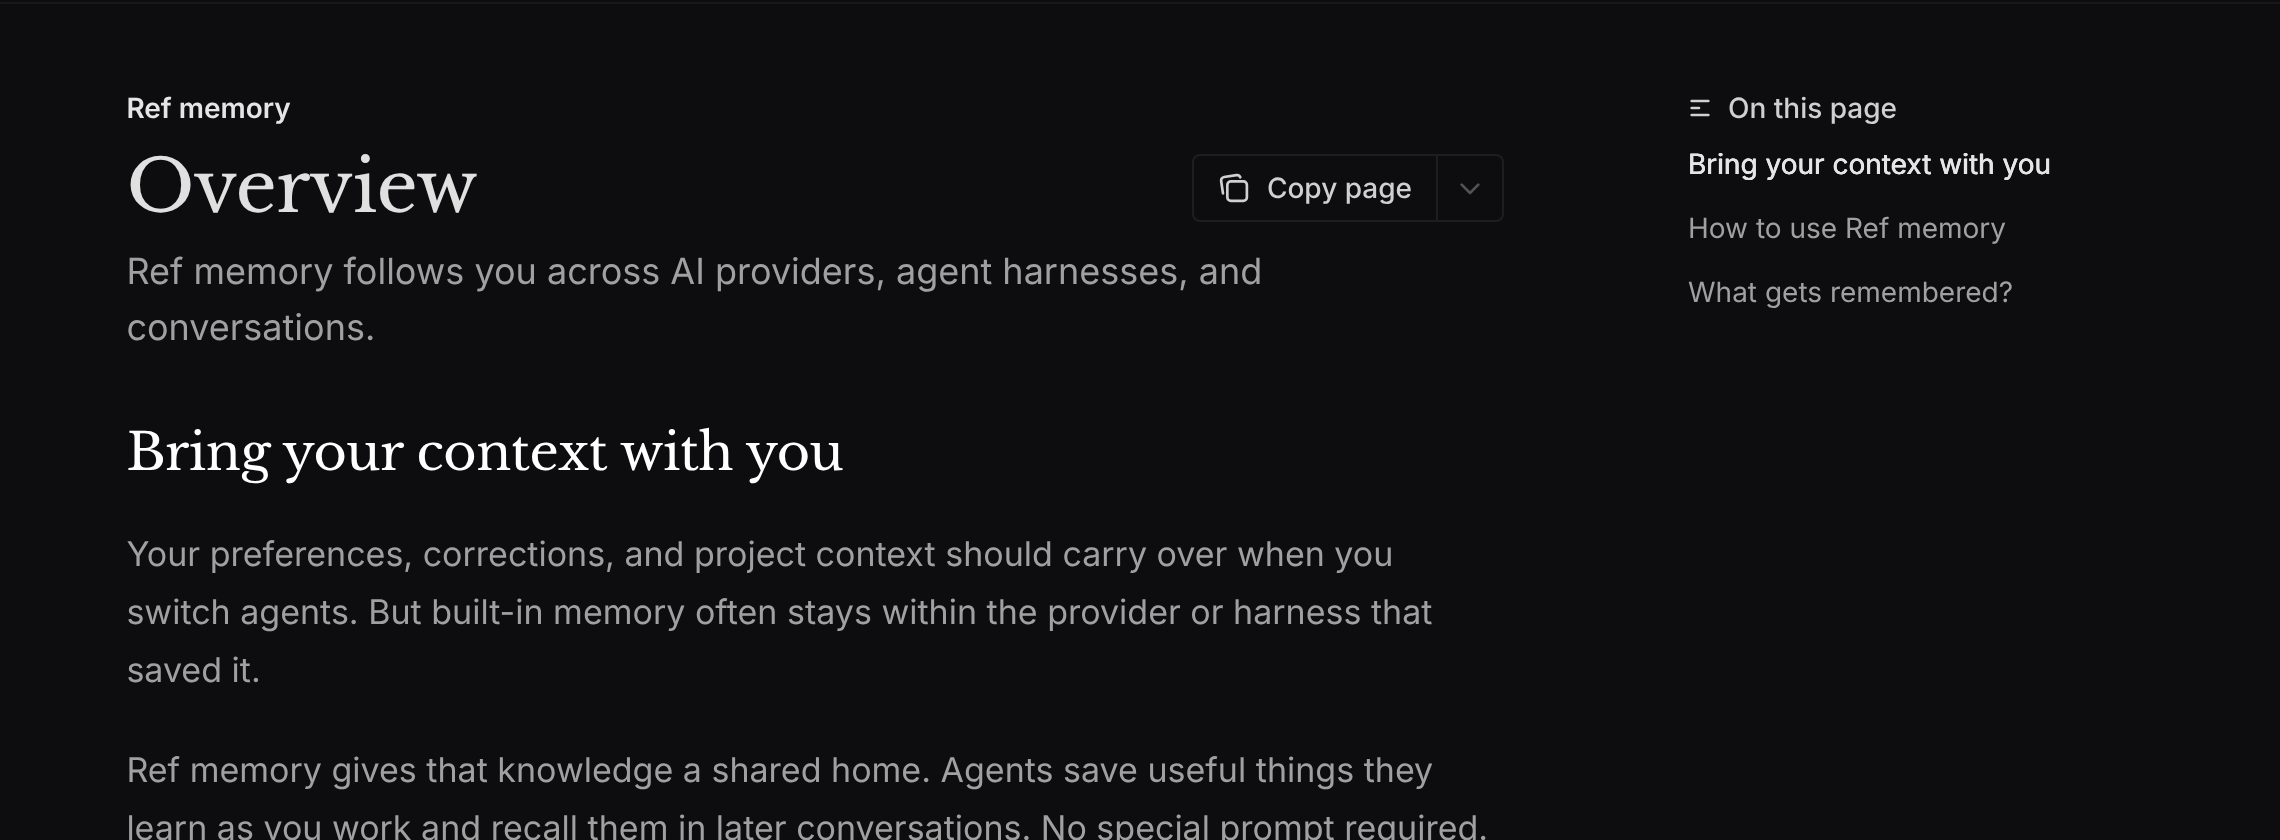 Ref memory
Overview
Copy page
Ref memory follows you across AI providers, agent harnesses, and
conversations.
Bring your context with you
Your preferences, corrections, and project context should carry over when you
switch agents. But built-in memory often stays within the provider or harness that
saved it.
Ref memory gives that knowledge a shared home. Agents save useful things they
learn as you work and recall them in later conversations. No special prompt required.
On this page
Bring your context with you
How to use Ref memory
What gets remembered?